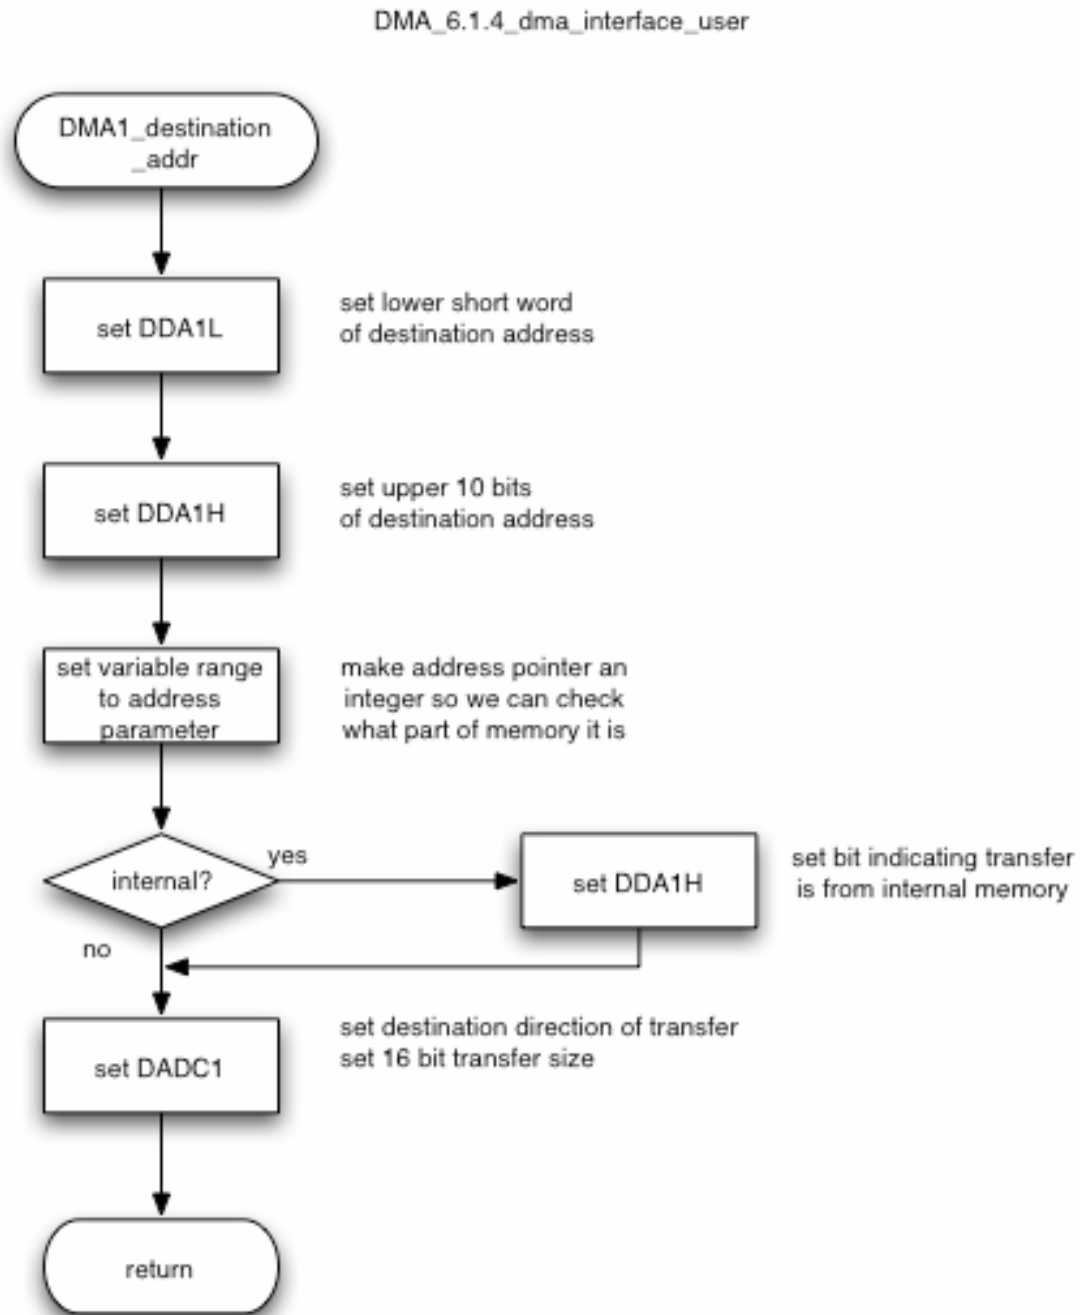 DMA_6.1.4_dma_interface_user
DMA1_destination
_addr
set DDA1L
set lower short word
of destination address
set DDA1H
set upper 10 bits
of destination address
set variable range
to address
parameter
make address pointer an
integer so we can check
what part of memory it is
internal?
yes
set DDA1H
set bit indicating transfer
is from internal memory
no
set DADC1
set destination direction of transfer
set 16 bit transfer size
return